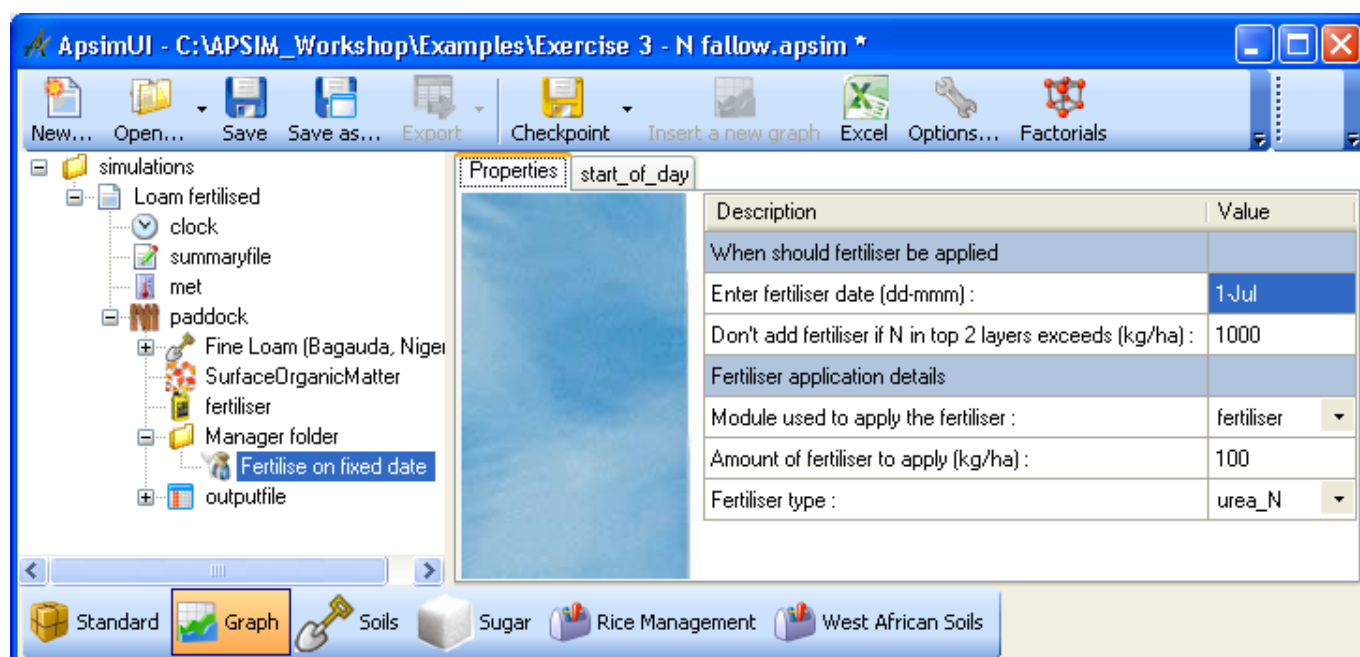 ApsimUI - C:\APSIM_Workshop\Examples\Exercise 3 - N fallow.apsim *
New... Open... Save Save as... Export Checkpoint Insert a new graph Excel Options... Factorials
simulations
Loam fertilised
clock
summaryfile
met
paddock
Fine Loam (Bagauda, Niger
SurfaceOrganicMatter
fertiliser
Manager folder
Fertilise on fixed date
outputfile
Properties start_of_day
Description Value
When should fertiliser be applied
Enter fertiliser date (dd-mmm) : 1-Jul
Don't add fertiliser if N in top 2 layers exceeds (kg/ha) : 1000
Fertiliser application details
Module used to apply the fertiliser : fertiliser
Amount of fertiliser to apply (kg/ha) : 100
Fertiliser type : urea_N
Standard Graph Soils Sugar Rice Management West African Soils